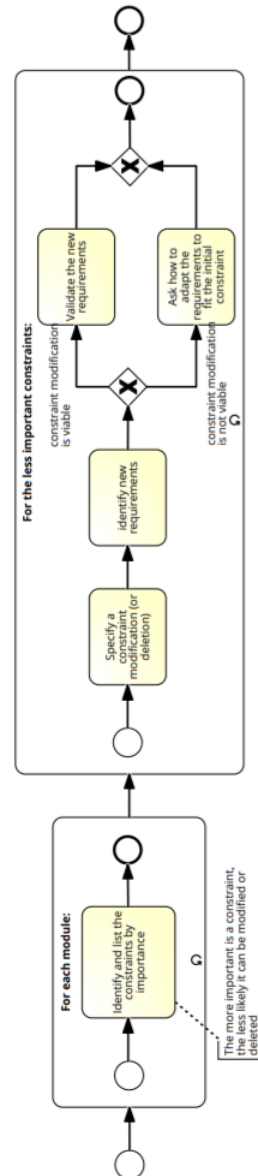 For each module:
Identify and list the
constraints by
importance
The more important is a constraint,
the less likely it can be modified or
deleted
For the less important constraints:
Specify a
constraint
modification (or
deletion)
identify new
requirements
constraint modification
is viable
Validate the new
requirements
constraint modification
is not viable
Ask how to
adapt the
requirements to
fit the initial
constraint